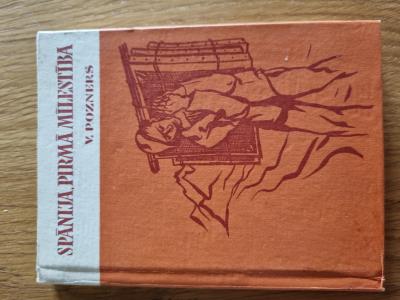 SPĀNIJA, PIRMĀ MĪLESTĪBA
V. POZNERS